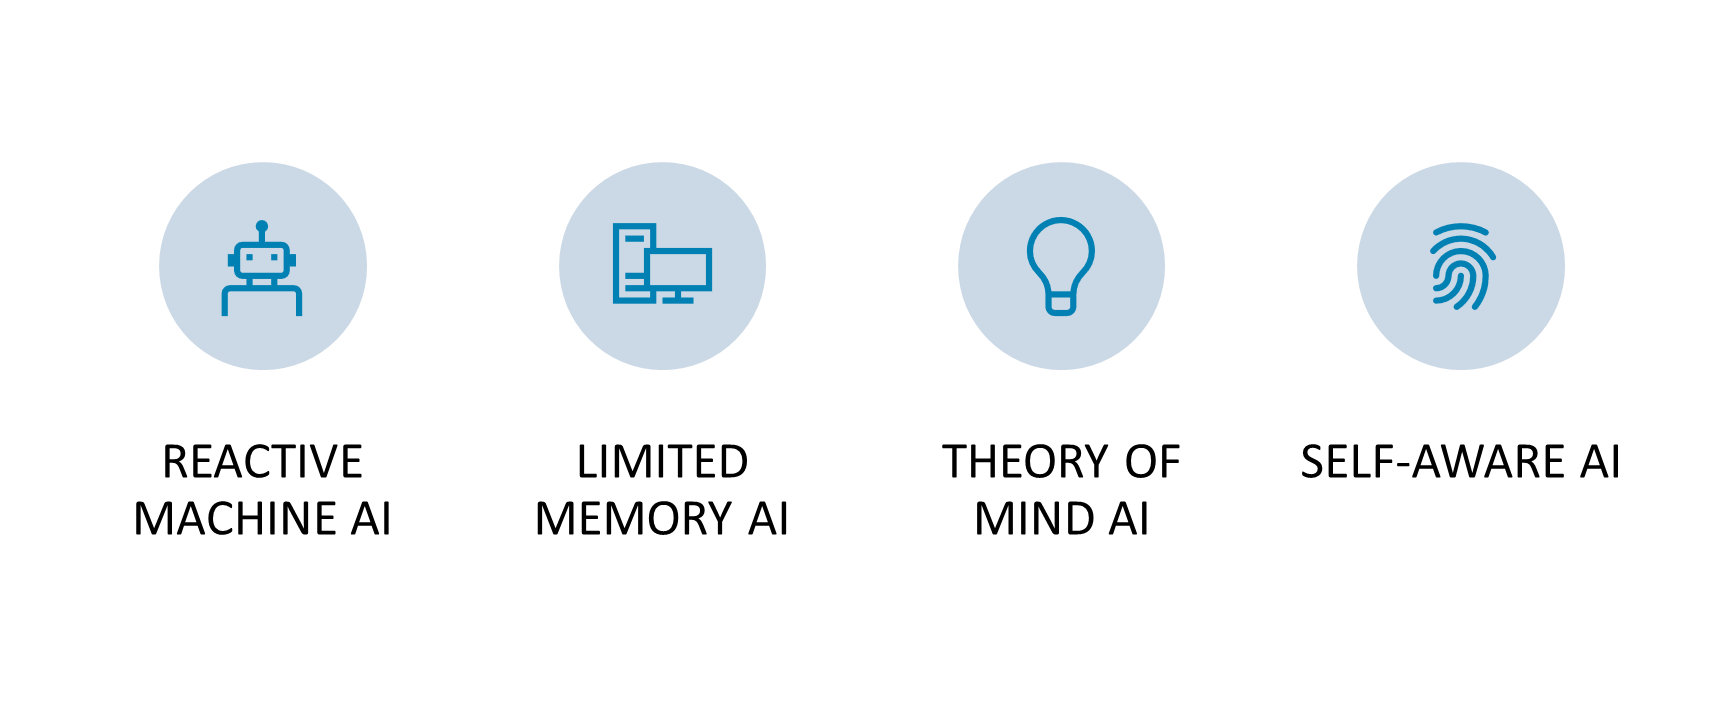 REACTIVE
MACHINE AI
LIMITED
MEMORY AI
THEORY OF
MIND AI
SELF-AWARE AI